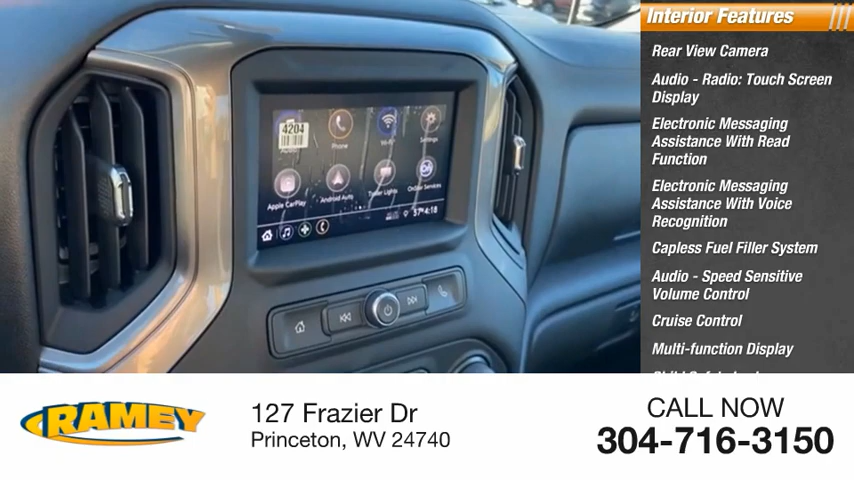 Interior Features
Rear View Camera
Audio - Radio: Touch Screen
Display
Electronic Messaging
Assistance With Read
Function
Electronic Messaging
Assistance With Voice
Recognition
Capless Fuel Filler System
Audio - Speed Sensitive
Volume Control
Cruise Control
Multi-function Display
4204
Phone
Settings
Apple CarPlay
Android Auto
Trailer Lights
OnStar Services
37° 4:18
RAMEY
127 Frazier Dr
Princeton, WV 24740
CALL NOW
304-716-3150